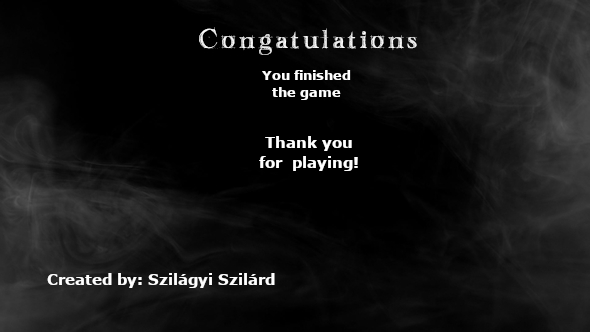 Congatulations
You finished
the game
Thank you
for playing!
Created by: Szilágyi Szilárd